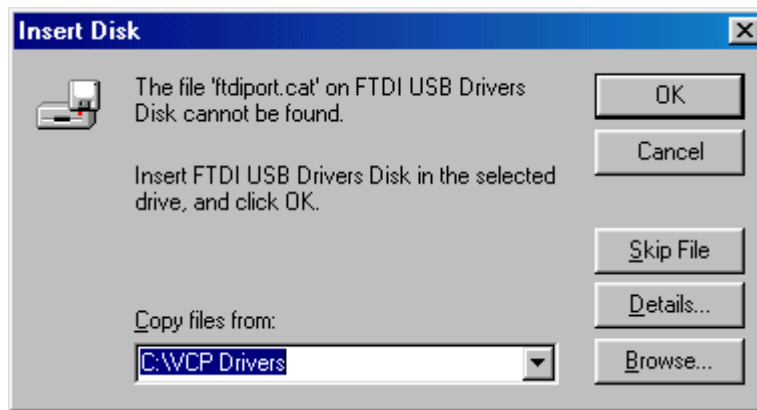 Insert Disk
The file 'ftdiport.cat' on FTDI USB Drivers
Disk cannot be found.
Insert FTDI USB Drivers Disk in the selected
drive, and click OK.
Copy files from:
C:\VCP Drivers
OK
Cancel
Skip File
Details...
Browse...